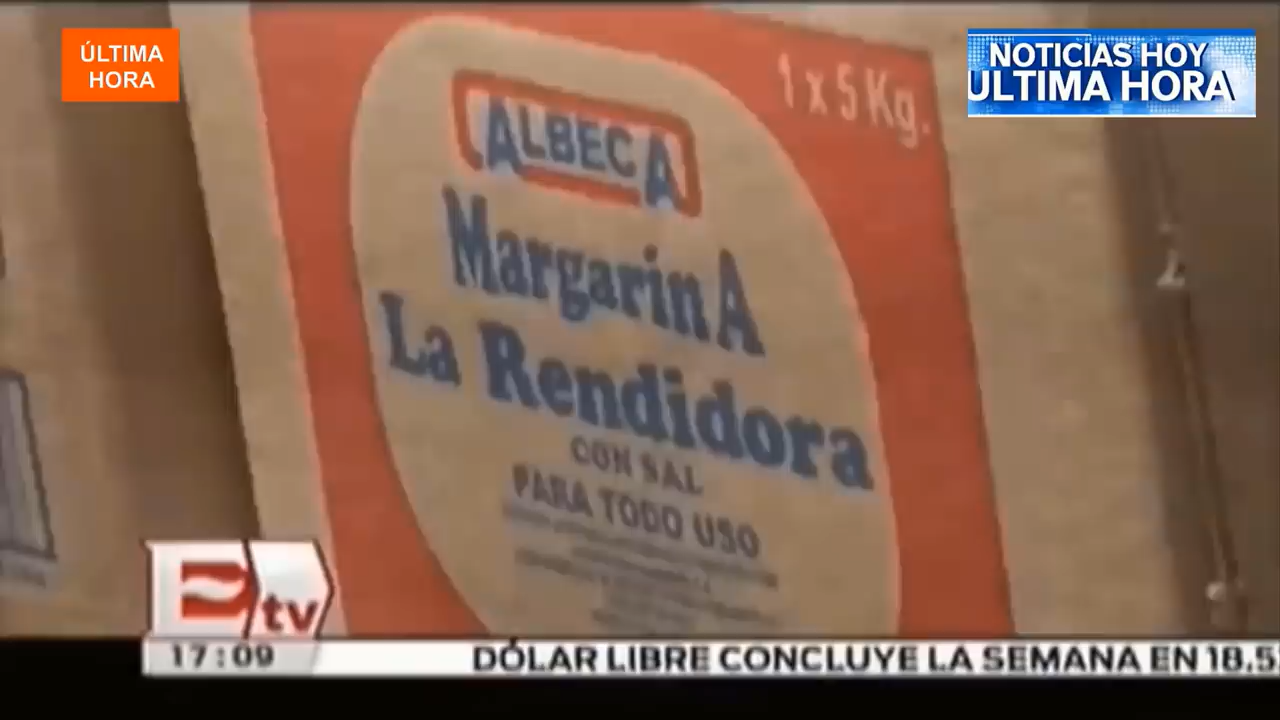 ÚLTIMA
HORA
NOTICIAS HOY
ULTIMA HORA
1 x 5 Kg.
ALBECA
MargarinA
La Rendidora
CON SAL
PARA TODO USO
tv
17:09
DÓLAR LIBRE CONCLUYE LA SEMANA EN 18.5